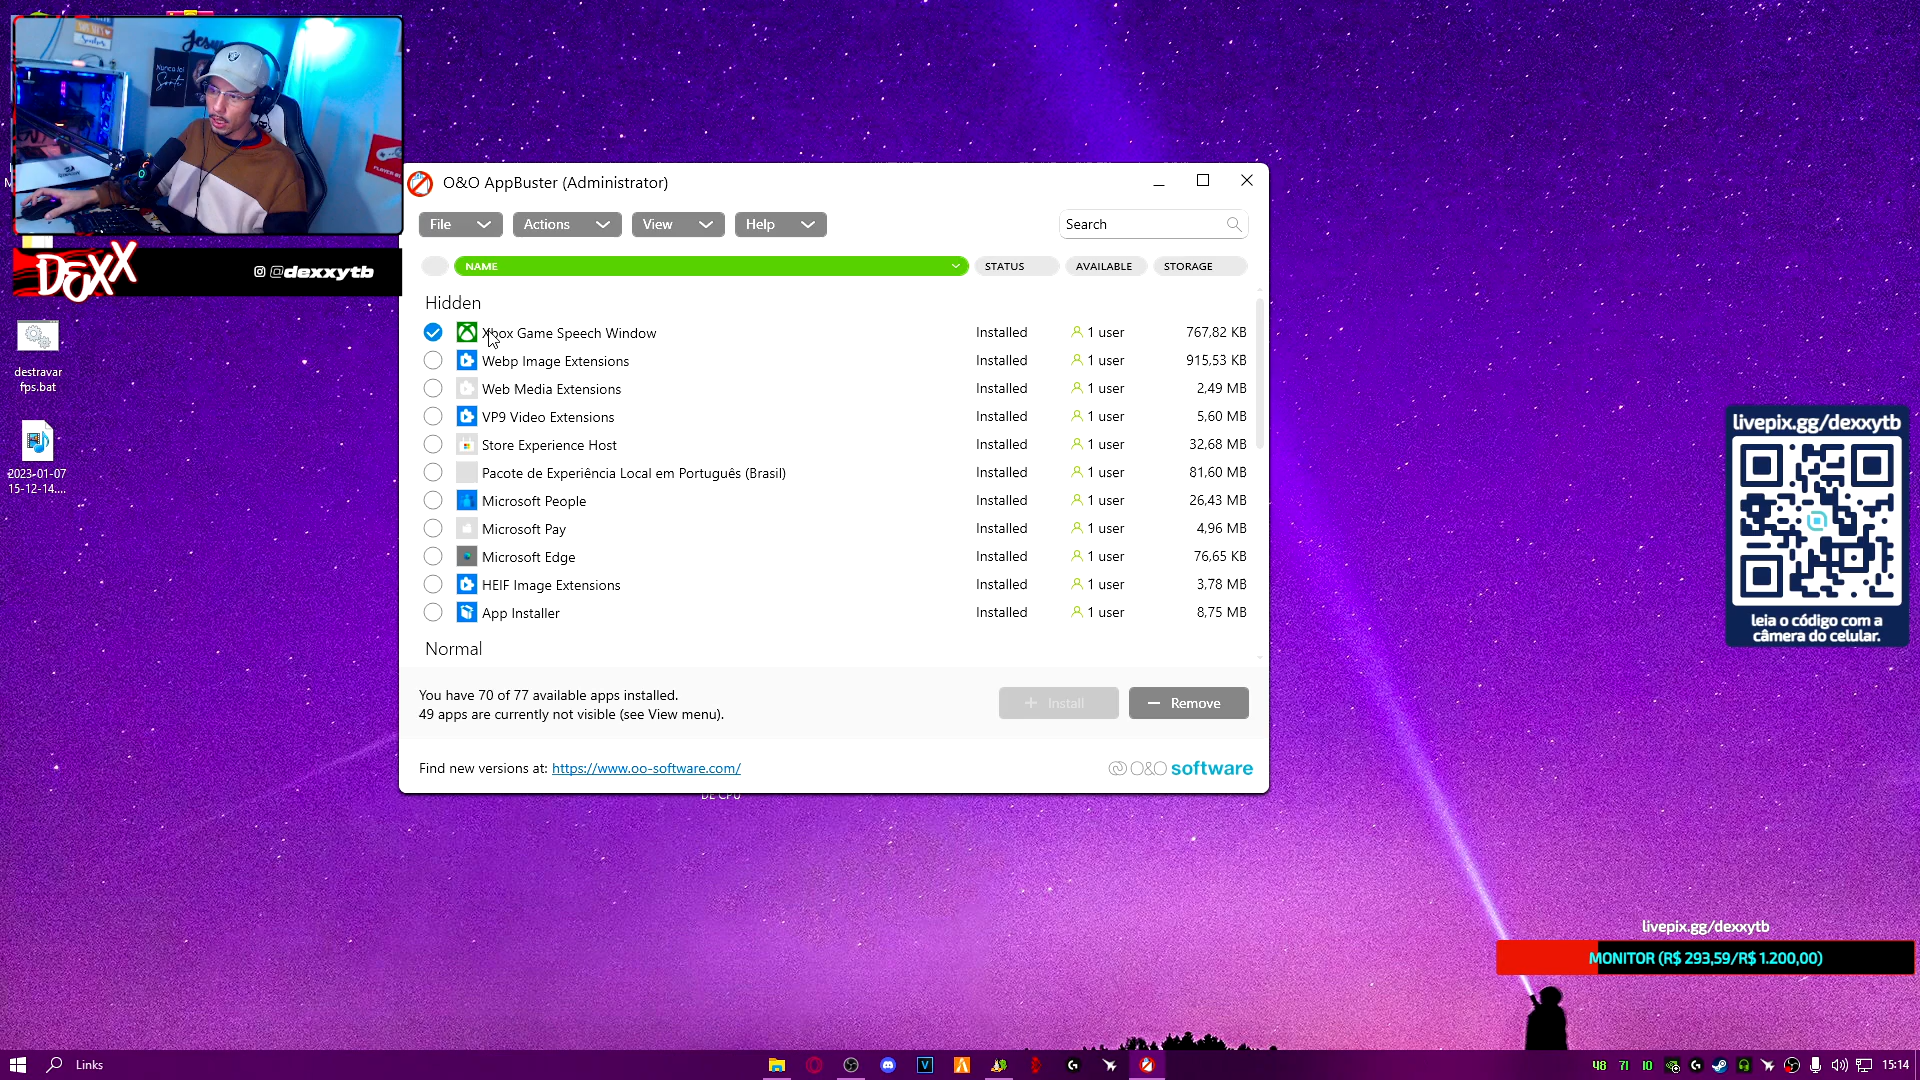 Jesus
Nunca foi
Sorte
DEXX
@dexxytb
destravar
fps.bat
2023-01-07
15-12-14....
O&O AppBuster (Administrator)
File
Actions
View
Help
Search
NAME
STATUS
AVAILABLE
STORAGE
Hidden
Xbox Game Speech Window Installed 1 user 767,82 KB
Webp Image Extensions Installed 1 user 915,53 KB
Web Media Extensions Installed 1 user 2,49 MB
VP9 Video Extensions Installed 1 user 5,60 MB
Store Experience Host Installed 1 user 32,68 MB
Pacote de Experiência Local em Português (Brasil) Installed 1 user 81,60 MB
Microsoft People Installed 1 user 26,43 MB
Microsoft Pay Installed 1 user 4,96 MB
Microsoft Edge Installed 1 user 76,65 KB
HEIF Image Extensions Installed 1 user 3,78 MB
App Installer Installed 1 user 8,75 MB
Normal
You have 70 of 77 available apps installed.
49 apps are currently not visible (see View menu).
+ Install
− Remove
Find new versions at: https://www.oo-software.com/
O&O software
DE CPU
livepix.gg/dexxytb
leia o código com a
câmera do celular.
livepix.gg/dexxytb
MONITOR (R$ 293,59/R$ 1.200,00)
Links
48 71 10
15:14